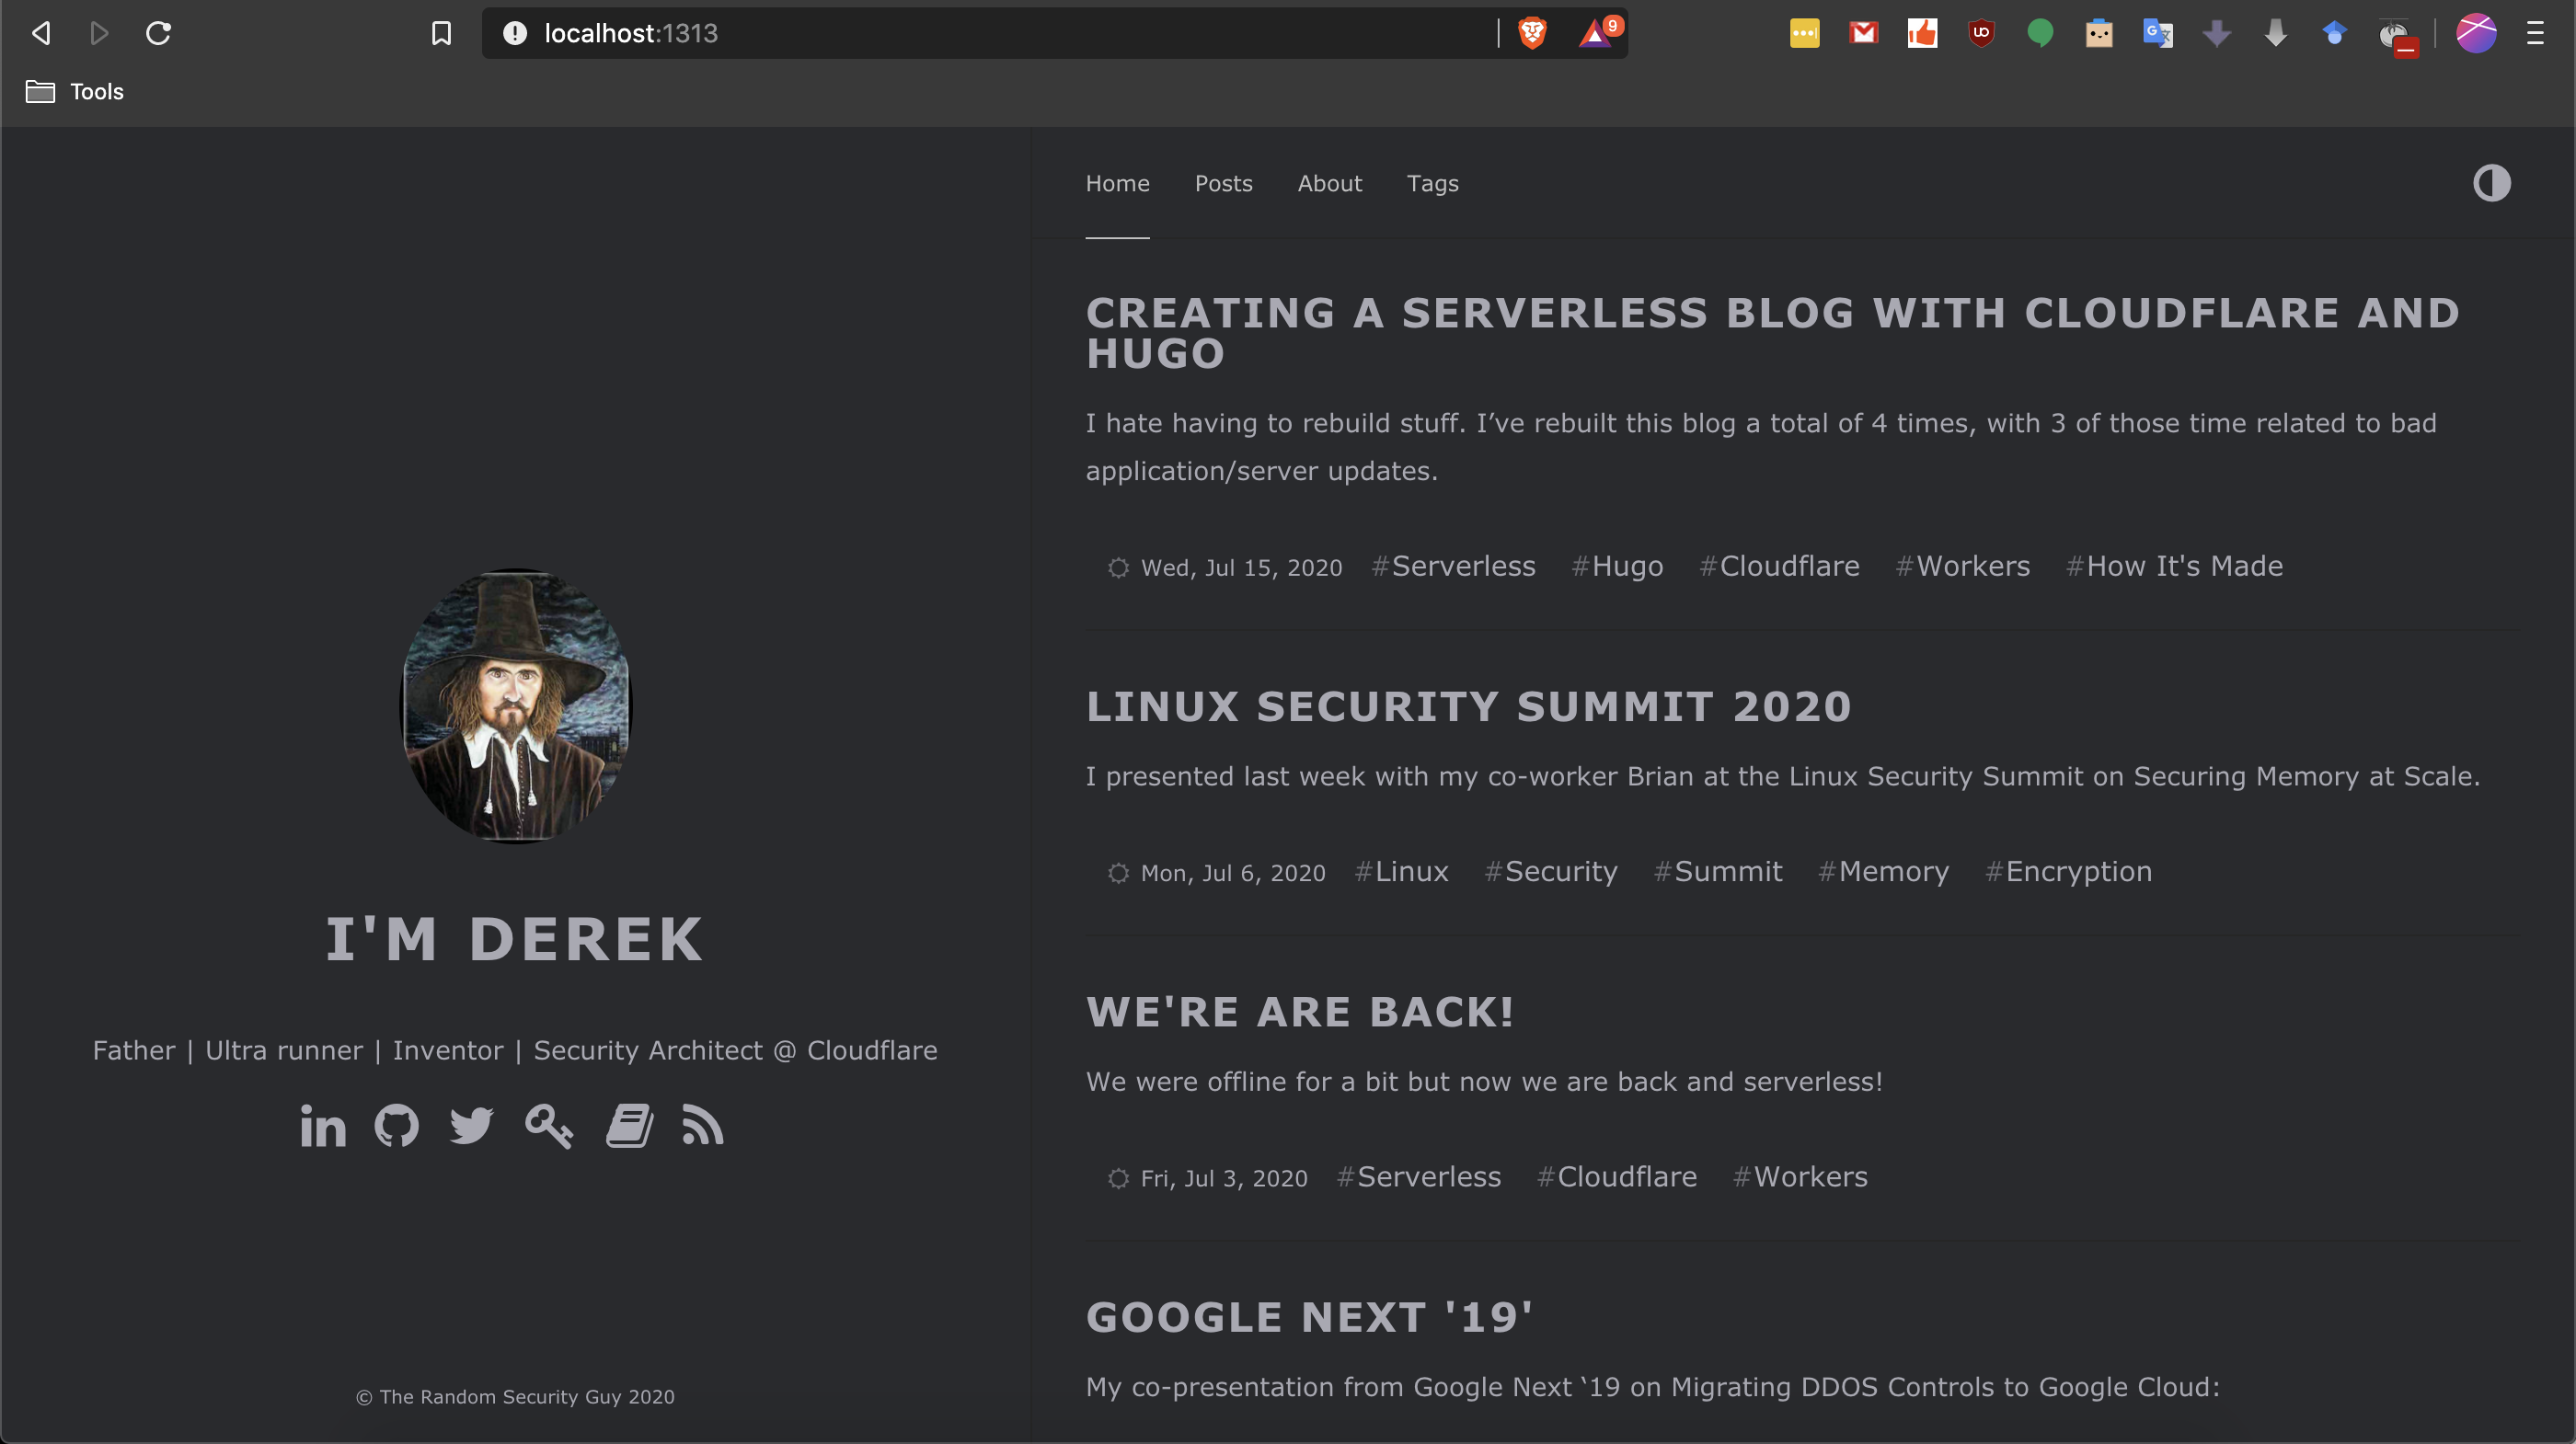 localhost:1313
9
Tools
Home Posts About Tags
CREATING A SERVERLESS BLOG WITH CLOUDFLARE AND
HUGO
I hate having to rebuild stuff. I’ve rebuilt this blog a total of 4 times, with 3 of those time related to bad
application/server updates.
Wed, Jul 15, 2020 #Serverless #Hugo #Cloudflare #Workers #How It's Made
LINUX SECURITY SUMMIT 2020
I presented last week with my co-worker Brian at the Linux Security Summit on Securing Memory at Scale.
Mon, Jul 6, 2020 #Linux #Security #Summit #Memory #Encryption
WE'RE ARE BACK!
We were offline for a bit but now we are back and serverless!
Fri, Jul 3, 2020 #Serverless #Cloudflare #Workers
GOOGLE NEXT '19'
My co-presentation from Google Next ‘19 on Migrating DDOS Controls to Google Cloud:
I'M DEREK
Father | Ultra runner | Inventor | Security Architect @ Cloudflare
© The Random Security Guy 2020